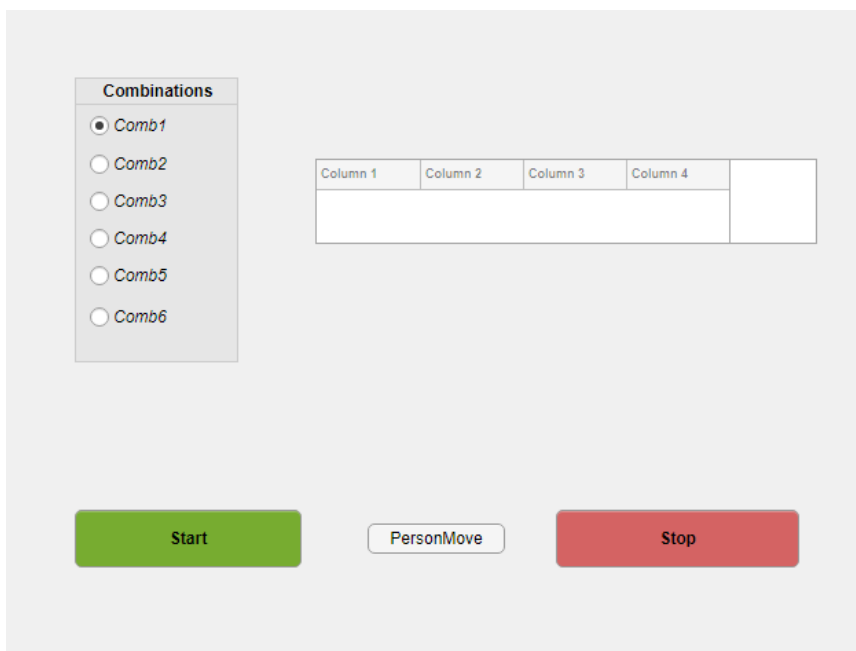 Combinations
Comb1
Comb2
Comb3
Comb4
Comb5
Comb6
Column 1 Column 2 Column 3 Column 4
Start PersonMove Stop